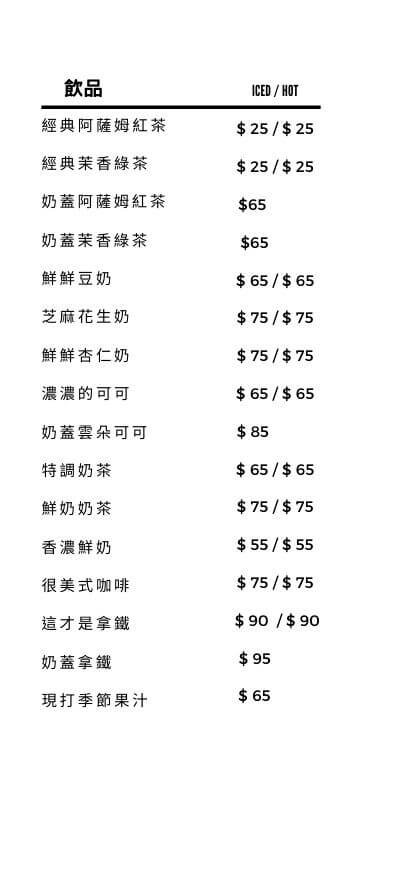 飲品 ICED / HOT
經典阿薩姆紅茶 $ 25 / $ 25
經典茉香綠茶 $ 25 / $ 25
奶蓋阿薩姆紅茶 $65
奶蓋茉香綠茶 $65
鮮鮮豆奶 $ 65 / $ 65
芝麻花生奶 $ 75 / $ 75
鮮鮮杏仁奶 $ 75 / $ 75
濃濃的可可 $ 65 / $ 65
奶蓋雲朵可可 $ 85
特調奶茶 $ 65 / $ 65
鮮奶奶茶 $ 75 / $ 75
香濃鮮奶 $ 55 / $ 55
很美式咖啡 $ 75 / $ 75
這才是拿鐵 $ 90 / $ 90
奶蓋拿鐵 $ 95
現打季節果汁 $ 65